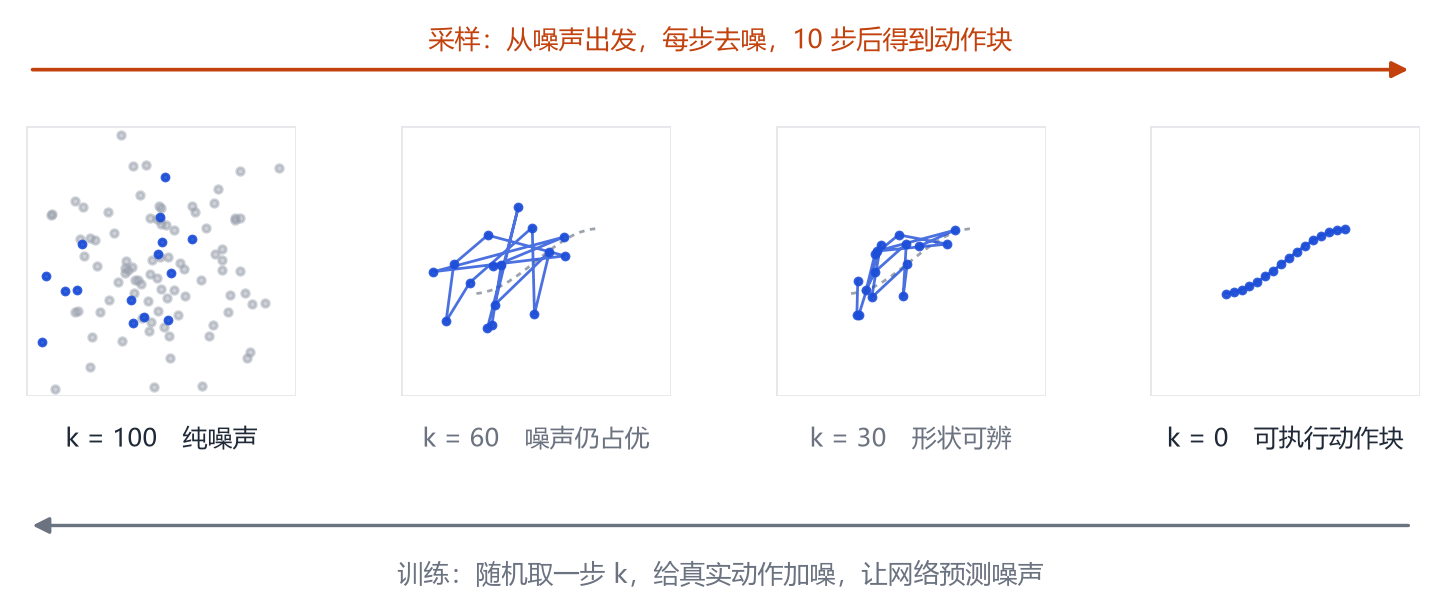 采样：从噪声出发，每步去噪，10 步后得到动作块
k = 100 纯噪声
k = 60 噪声仍占优
k = 30 形状可辨
k = 0 可执行动作块
训练：随机取一步 k，给真实动作加噪，让网络预测噪声